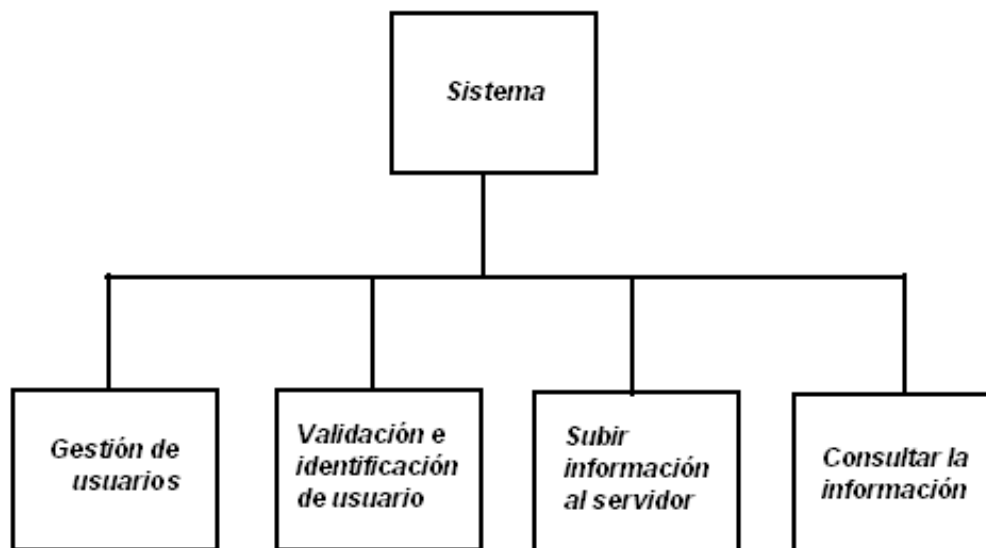 Sistema
Gestión de
usuarios
Validación e
identificación
de usuario
Subir
información
al servidor
Consultar la
información